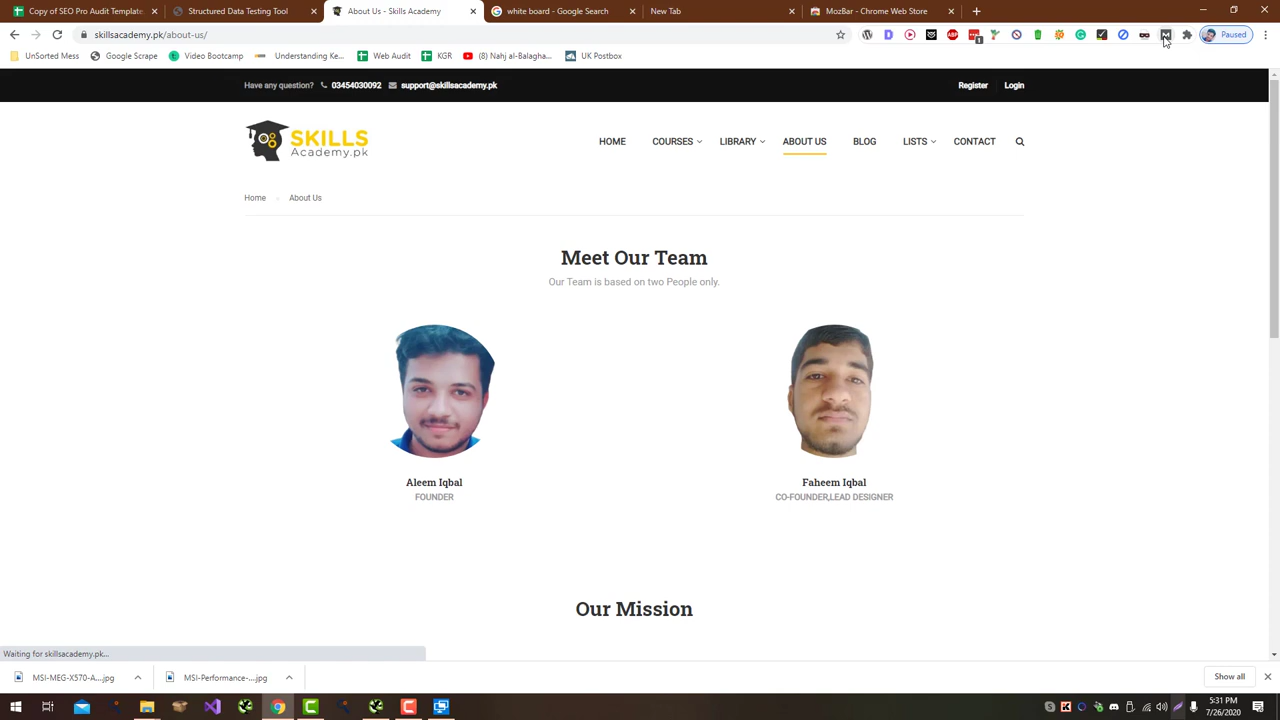 Copy of SEO Pro Audit Template
Structured Data Testing Tool
About Us - Skills Academy
white board - Google Search
New Tab
MozBar - Chrome Web Store
skillsacademy.pk/about-us/
Paused
UnSorted Mess
Google Scrape
Video Bootcamp
Understanding Ke...
Web Audit
KGR
(8) Nahj al-Balagha...
UK Postbox
Have any question? 03454030092 support@skillsacademy.pk
Register Login
SKILLS
Academy.pk
HOME COURSES LIBRARY ABOUT US BLOG LISTS CONTACT
Home About Us
Meet Our Team
Our Team is based on two People only.
Aleem Iqbal
FOUNDER
Faheem Iqbal
CO-FOUNDER,LEAD DESIGNER
Our Mission
Waiting for skillsacademy.pk...
MSI-MEG-X570-A....jpg
MSI-Performance-....jpg
Show all
5:31 PM
7/26/2020